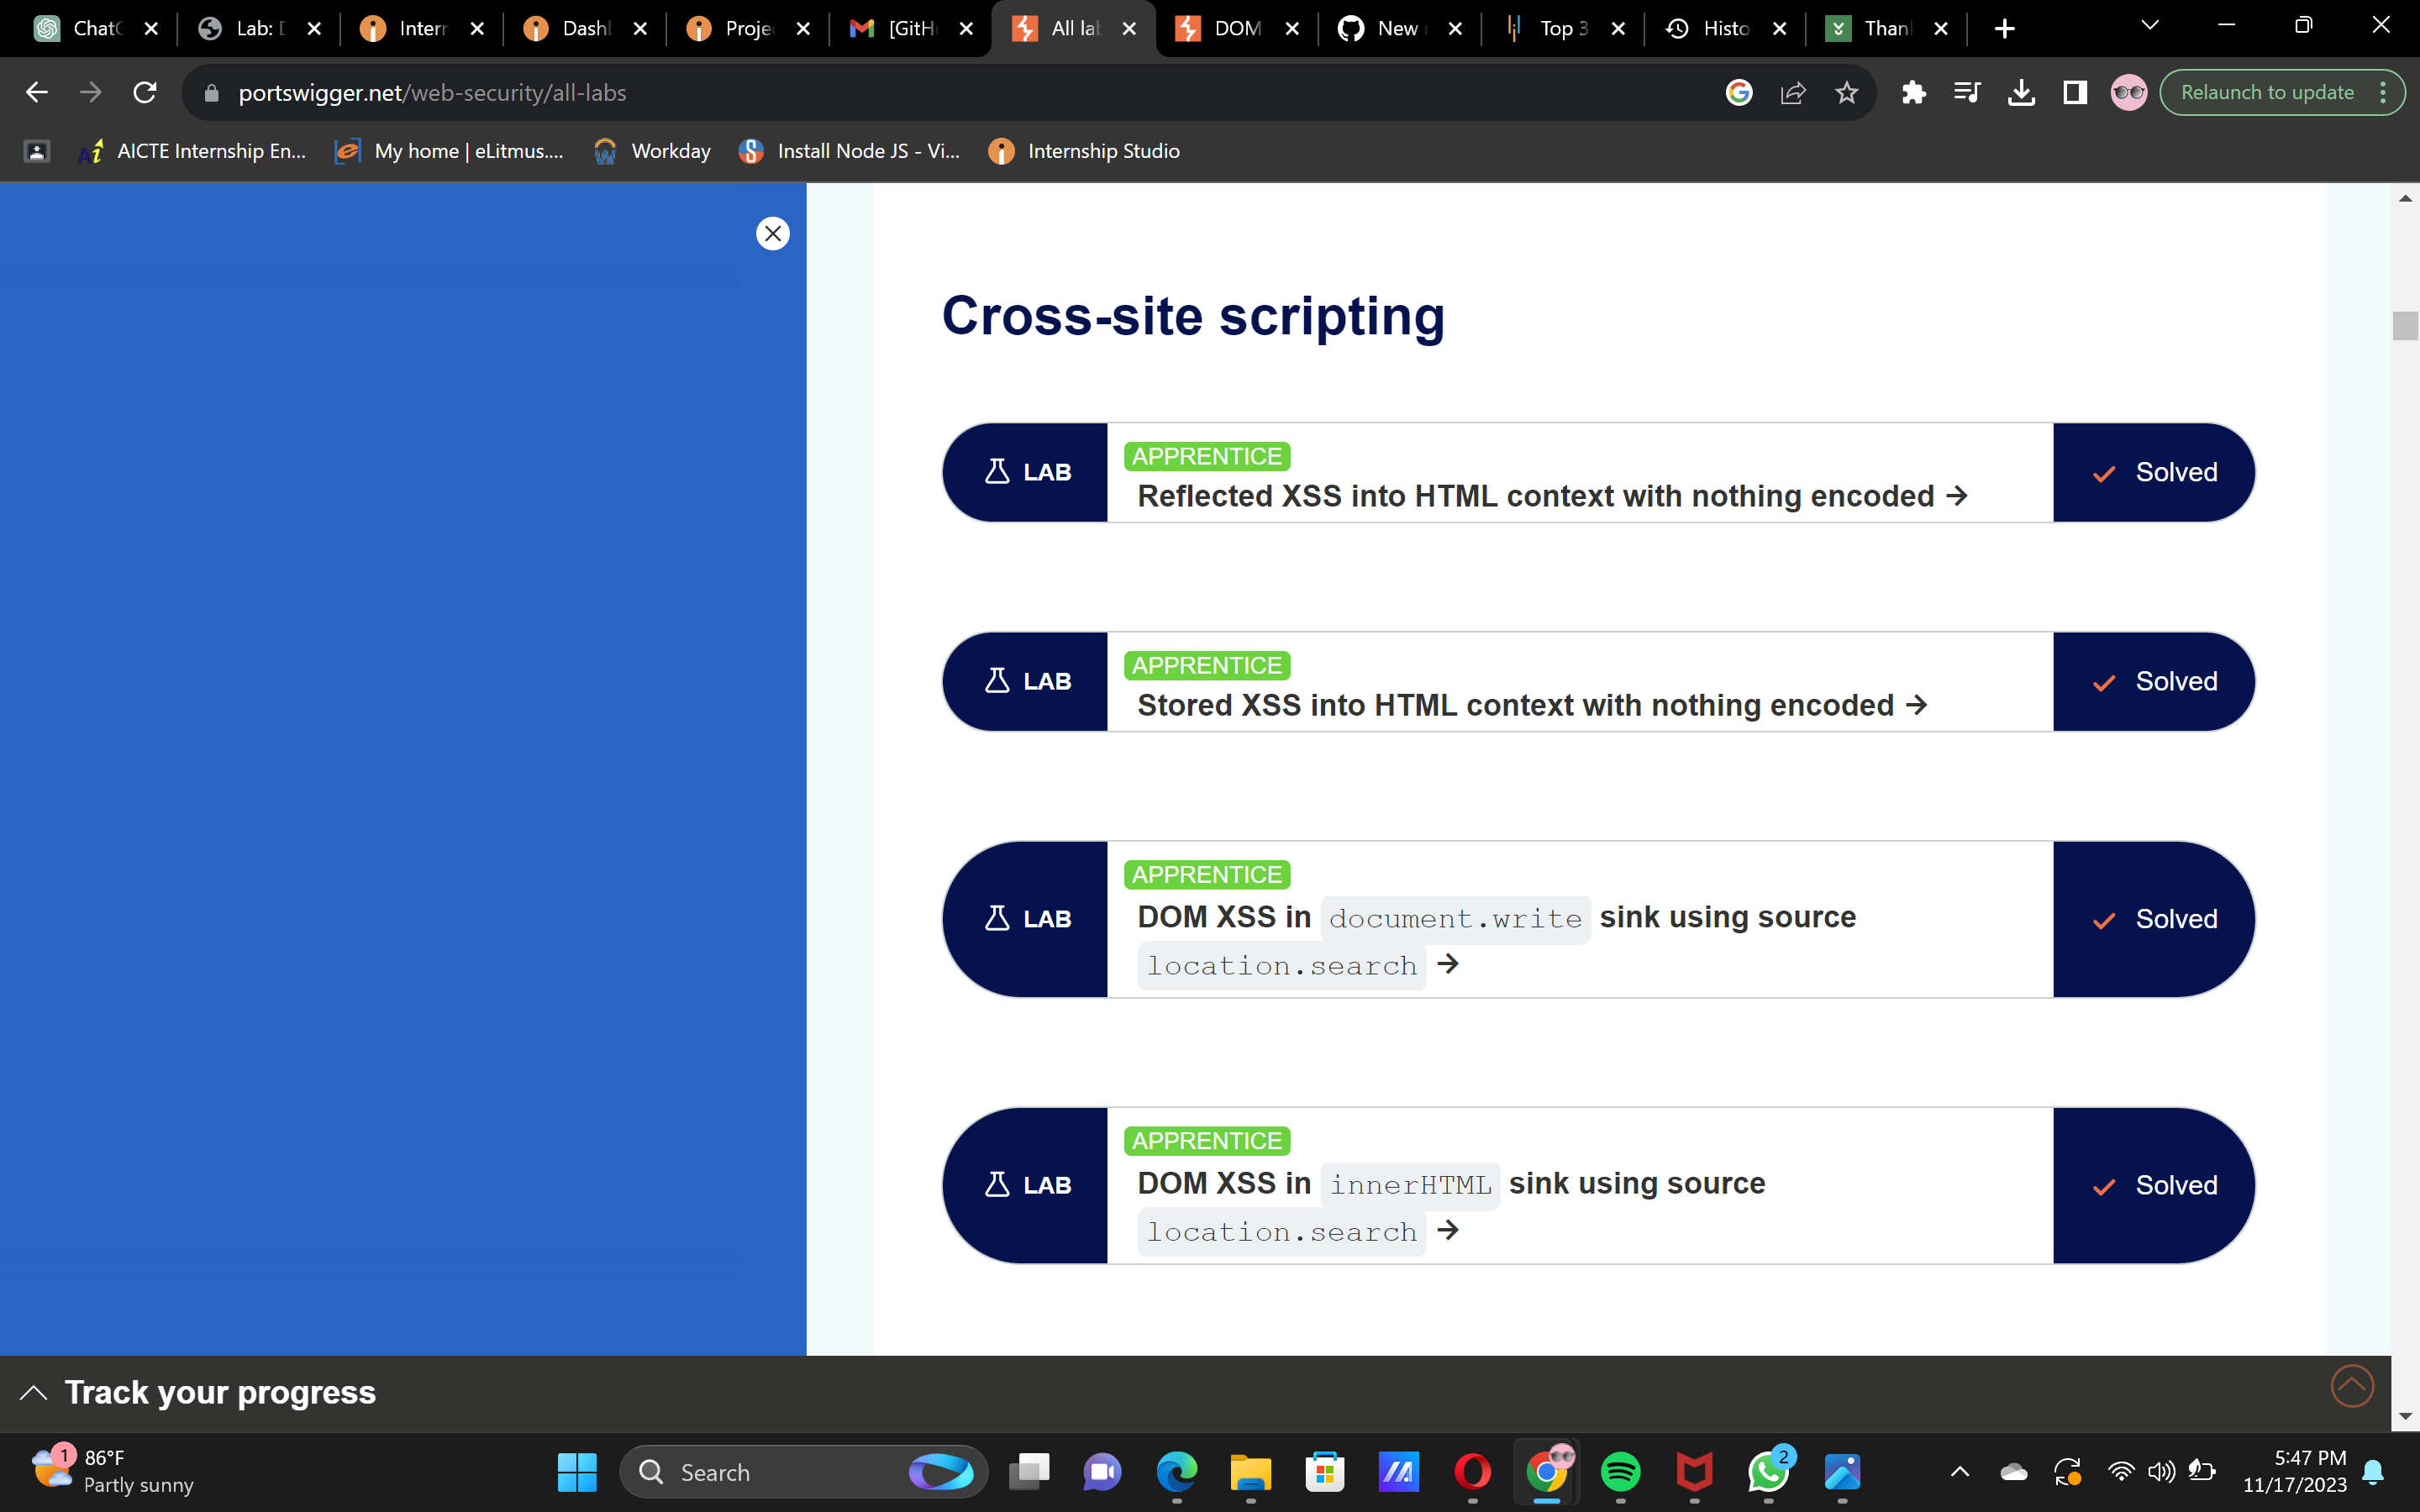 Chat
Lab:
Inter
Dash
Proje
[GitH
All la
DOM
New
Top 3
Histo
Than
portswigger.net/web-security/all-labs
Relaunch to update
AICTE Internship En...
My home | eLitmus....
Workday
Install Node JS - Vi...
Internship Studio
Cross-site scripting
LAB
APPRENTICE
Reflected XSS into HTML context with nothing encoded →
Solved
LAB
APPRENTICE
Stored XSS into HTML context with nothing encoded →
Solved
LAB
APPRENTICE
DOM XSS in document.write sink using source
location.search →
Solved
LAB
APPRENTICE
DOM XSS in innerHTML sink using source
location.search →
Solved
Track your progress
1
86°F
Partly sunny
Search
2
5:47 PM
11/17/2023